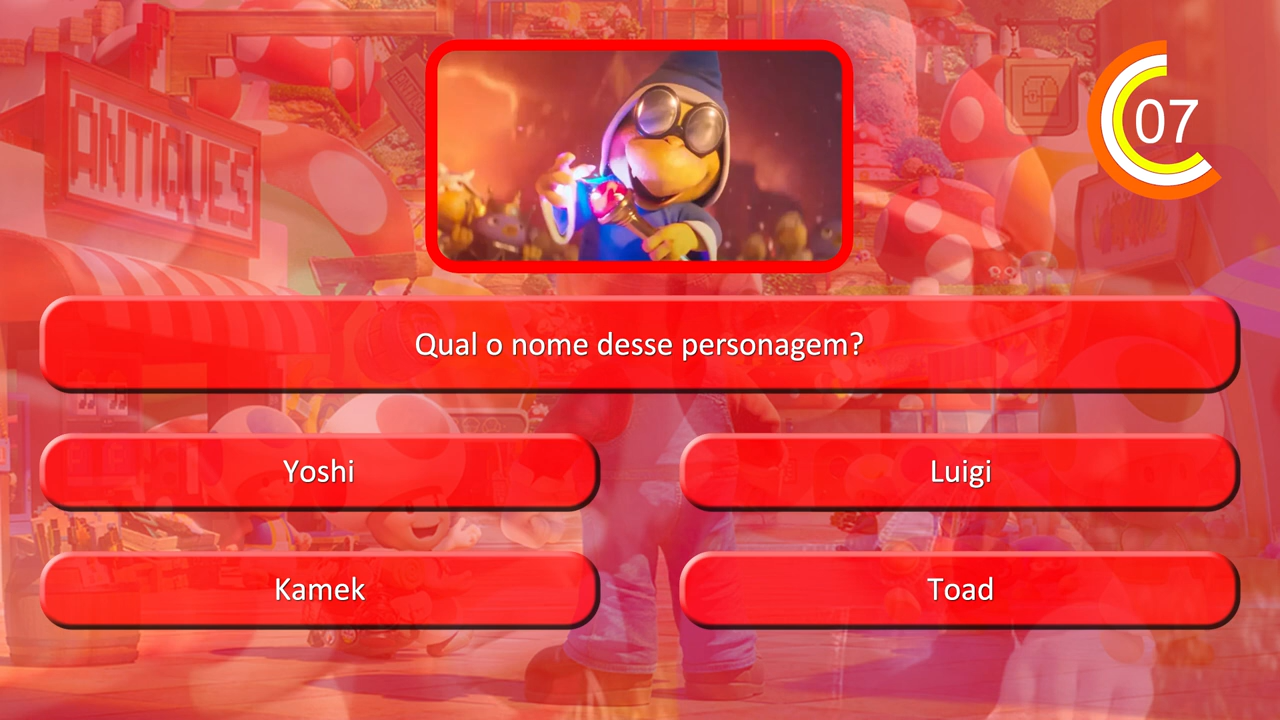 ANTIQUES
07
Qual o nome desse personagem?
Yoshi
Luigi
Kamek
Toad